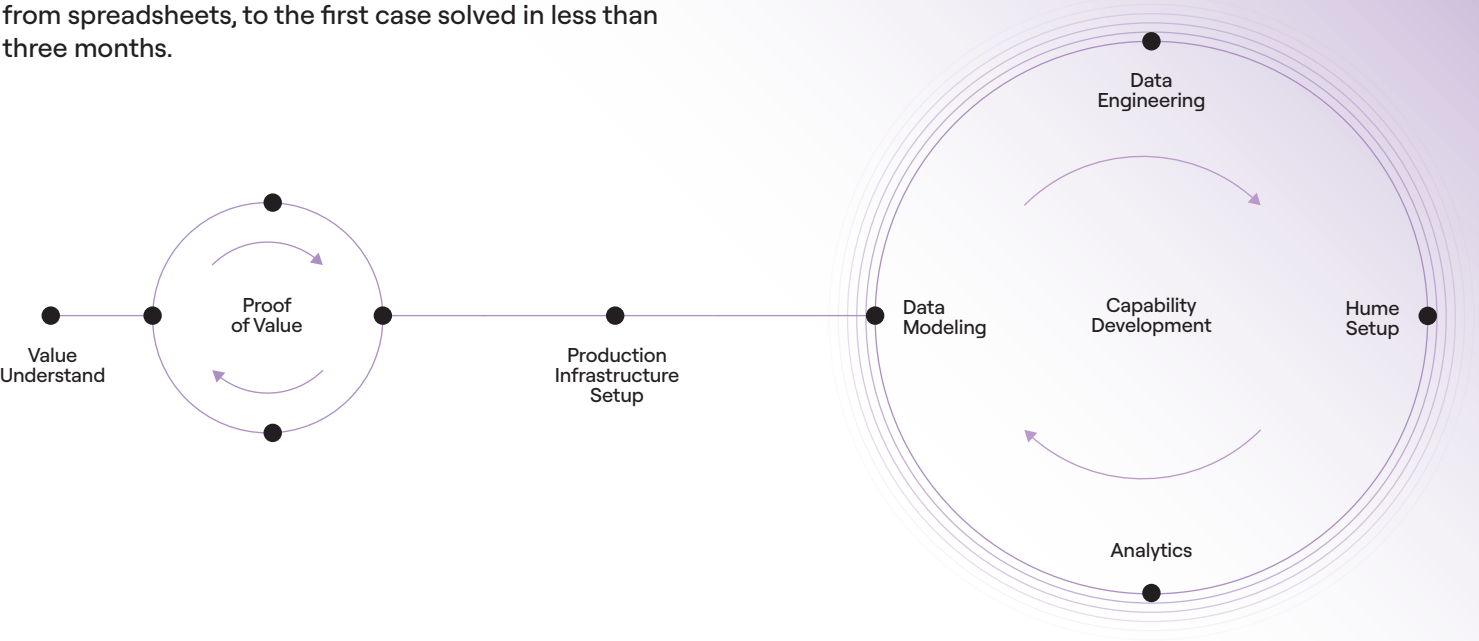 from spreadsheets, to the first case solved in less than
three months.
Data
Engineering
Proof
of Value
Data
Modeling
Capability
Development
Hume
Setup
Value
Understand
Production
Infrastructure
Setup
Analytics